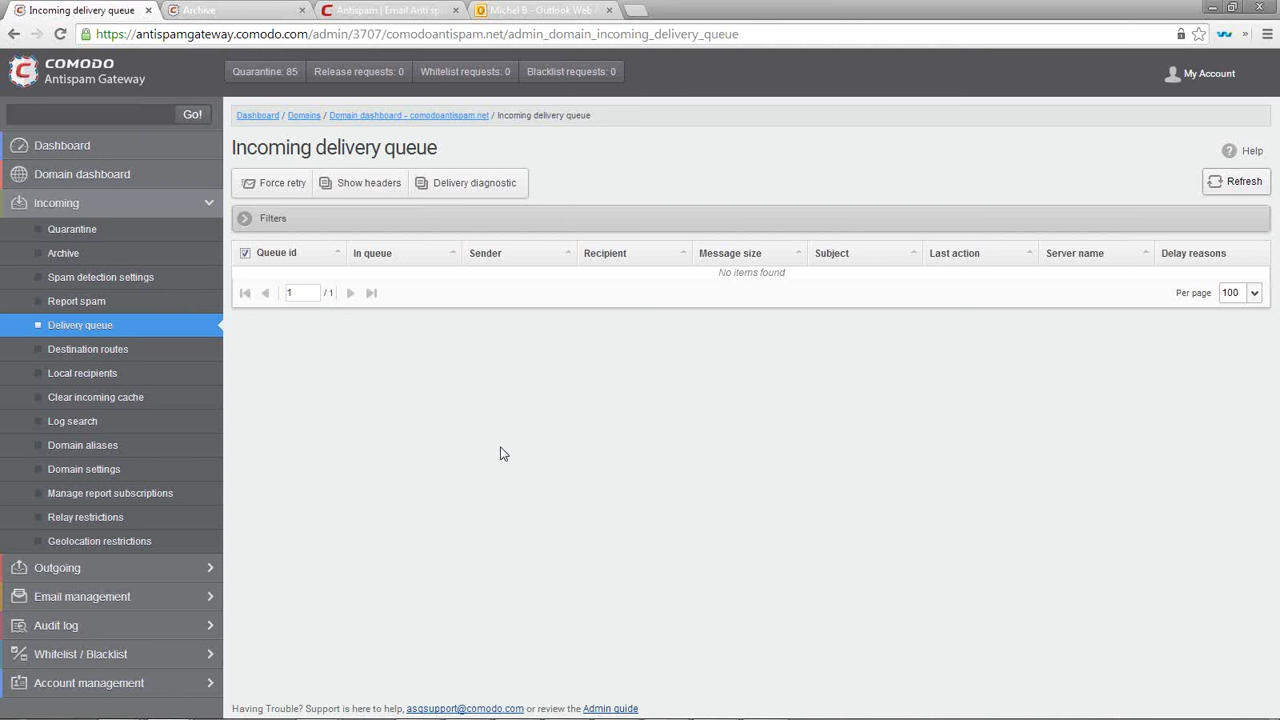 Incoming delivery queue
Archive
Antispam | Email Anti sp
Michel B. - Outlook Web
https://antispamgateway.comodo.com/admin/3707/comodoantispam.net/admin_domain_incoming_delivery_queue
COMODO
Antispam Gateway
Quarantine: 85
Release requests: 0
Whitelist requests: 0
Blacklist requests: 0
My Account
Go!
Dashboard
Domain dashboard
Incoming
Quarantine
Archive
Spam detection settings
Report spam
Delivery queue
Destination routes
Local recipients
Clear incoming cache
Log search
Domain aliases
Domain settings
Manage report subscriptions
Relay restrictions
Geolocation restrictions
Outgoing
Email management
Audit log
Whitelist / Blacklist
Account management
Dashboard / Domains / Domain dashboard - comodoantispam.net / Incoming delivery queue
Incoming delivery queue
Help
Force retry
Show headers
Delivery diagnostic
Refresh
Filters
Queue id
In queue
Sender
Recipient
Message size
Subject
Last action
Server name
Delay reasons
No items found
1 / 1
Per page 100
Having Trouble? Support is here to help, asgsupport@comodo.com or review the Admin guide